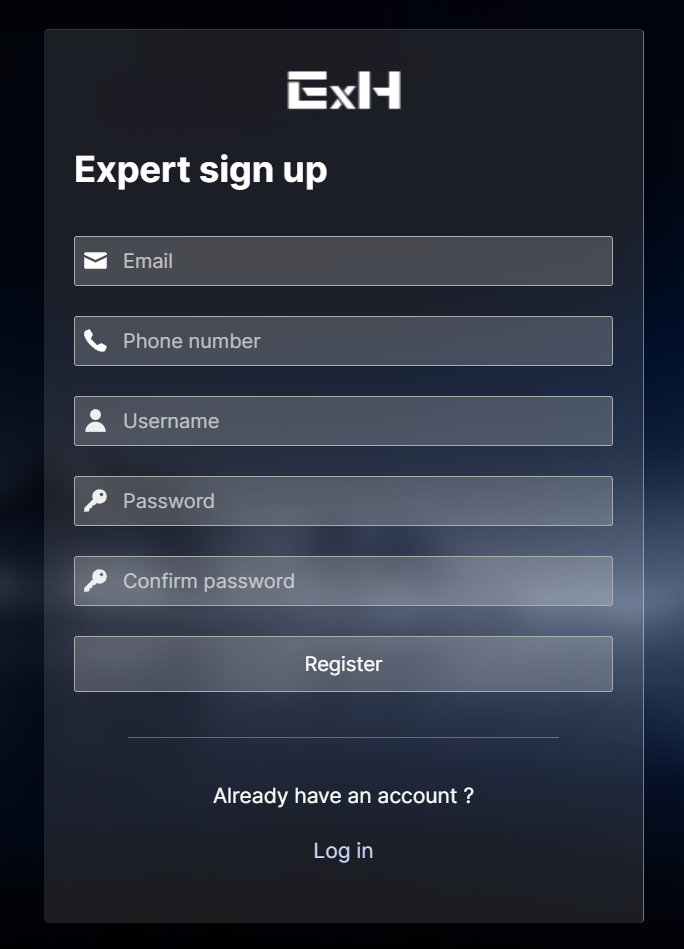 ExH
Expert sign up
Email
Phone number
Username
Password
Confirm password
Register
Already have an account ?
Log in